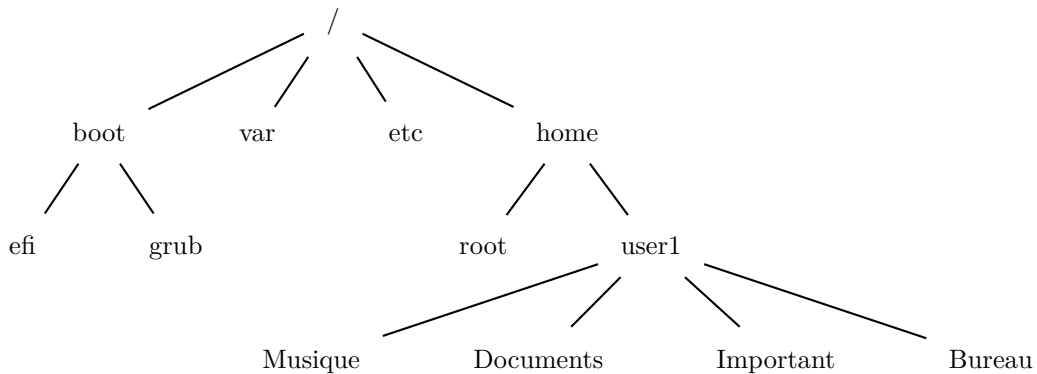 /
boot var etc home
efi grub root user1
Musique Documents Important Bureau